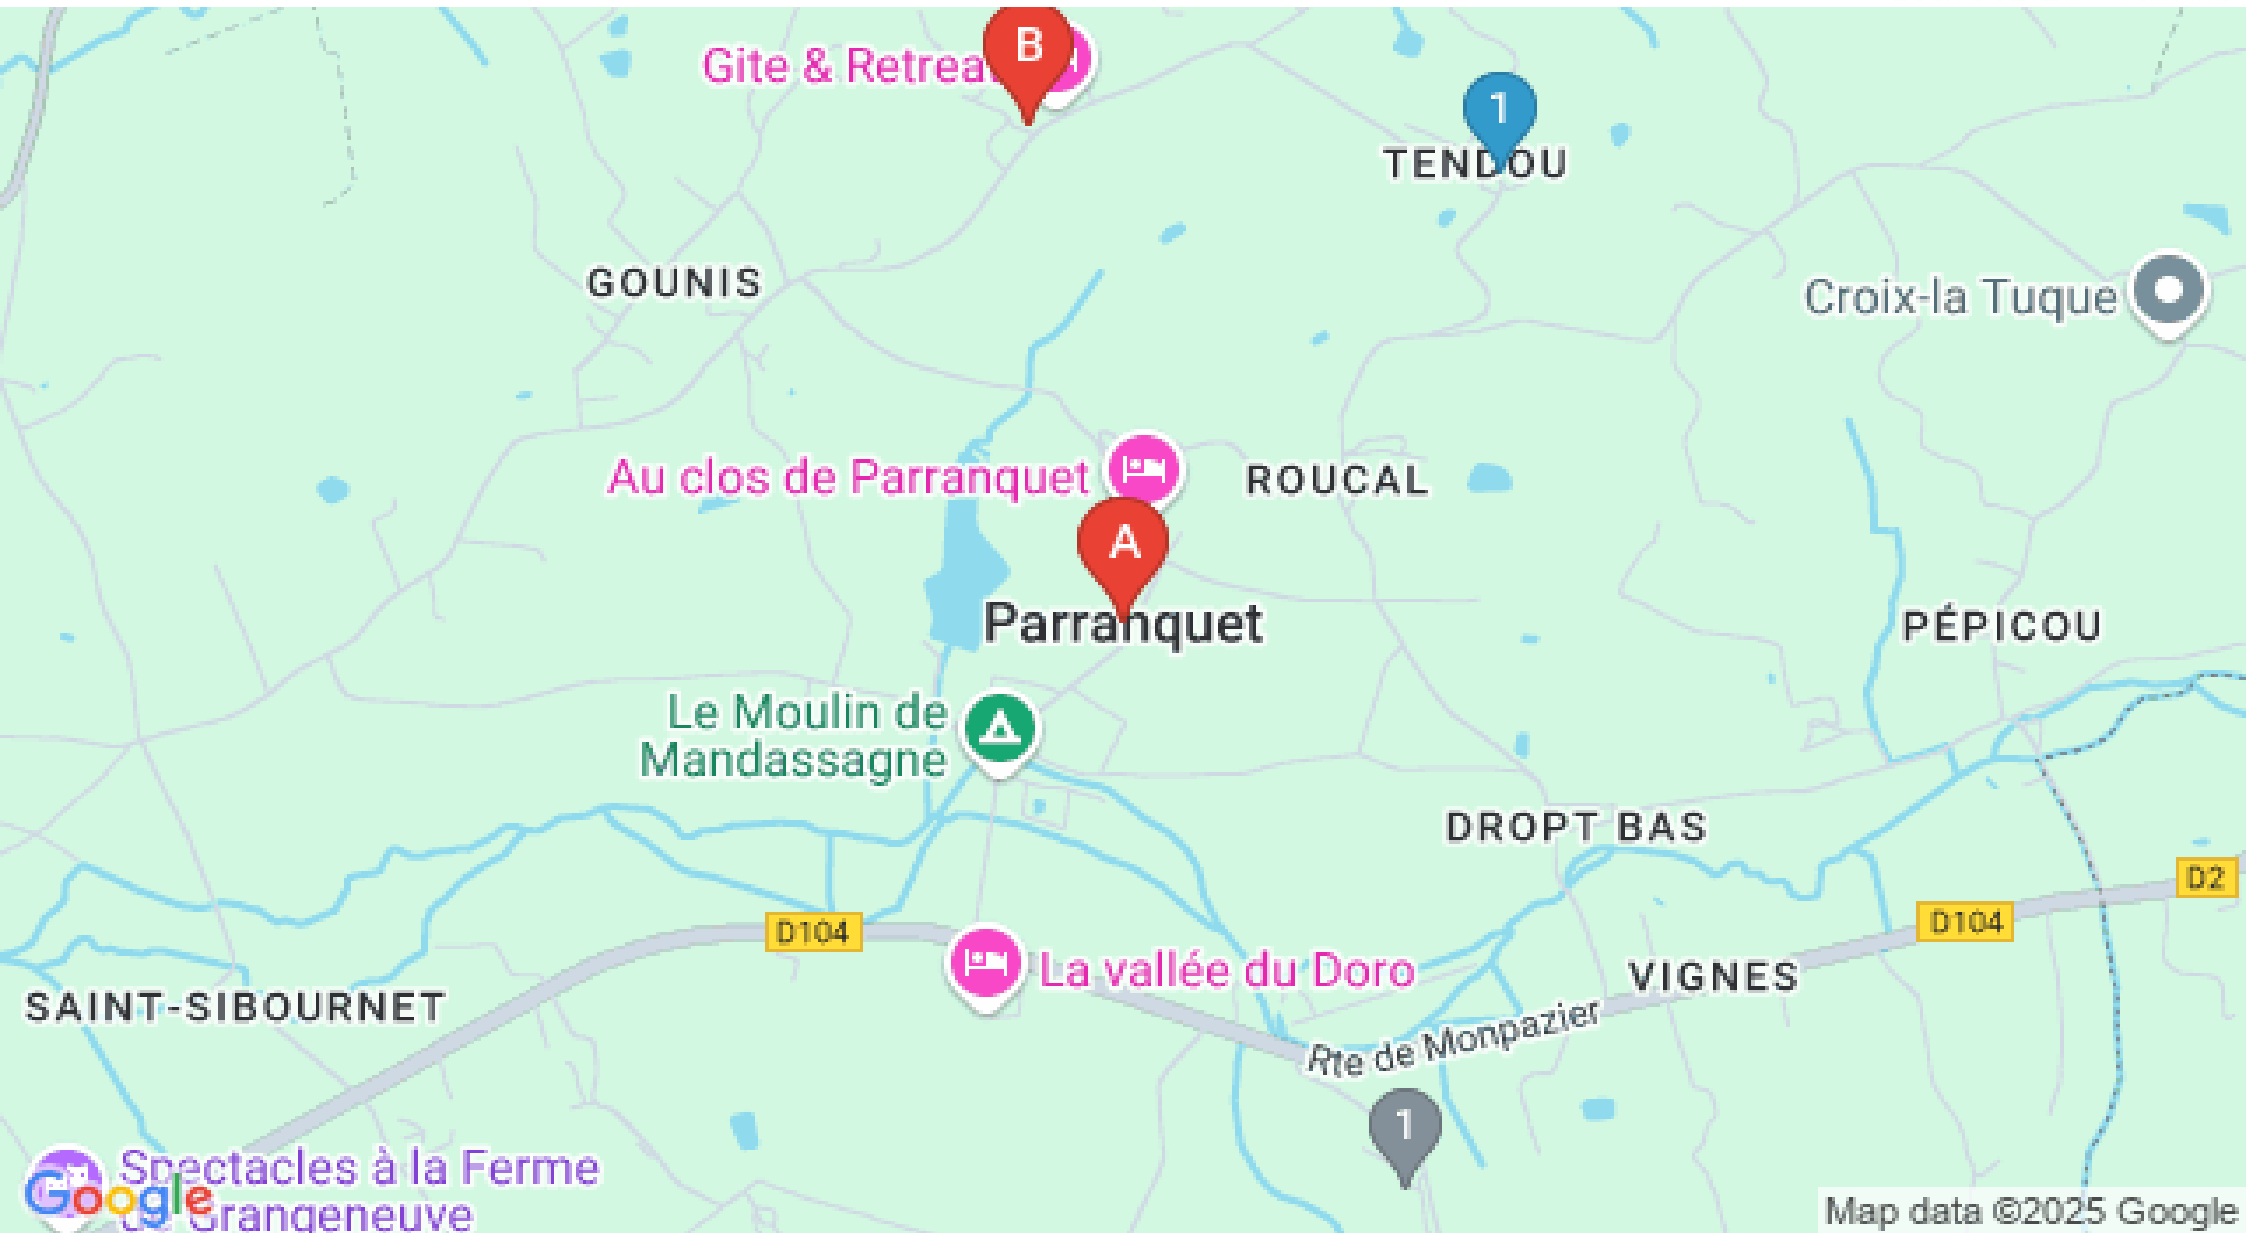 B
Gite & Retrea
1
TENDOU
GOUNIS
Croix-la Tuque
Au clos de Parranquet
ROUCAL
A
Parranquet
PÉPICOU
Le Moulin de
Mandassagne
DROPT BAS
D2
D104
D104
La vallée du Doro
VIGNES
SAINT-SIBOURNET
Rte de Monpazier
1
Spectacles à la Ferme
de Grangeneuve
Google
Map data ©2025 Google